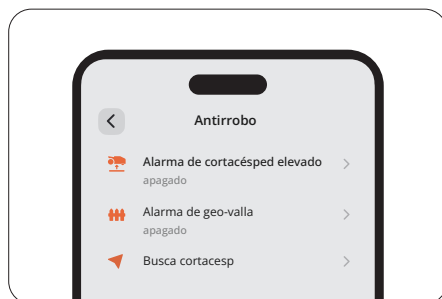 Antirrobo
Alarma de cortacésped elevado
apagado
Alarma de geo-valla
apagado
Busca cortacesp